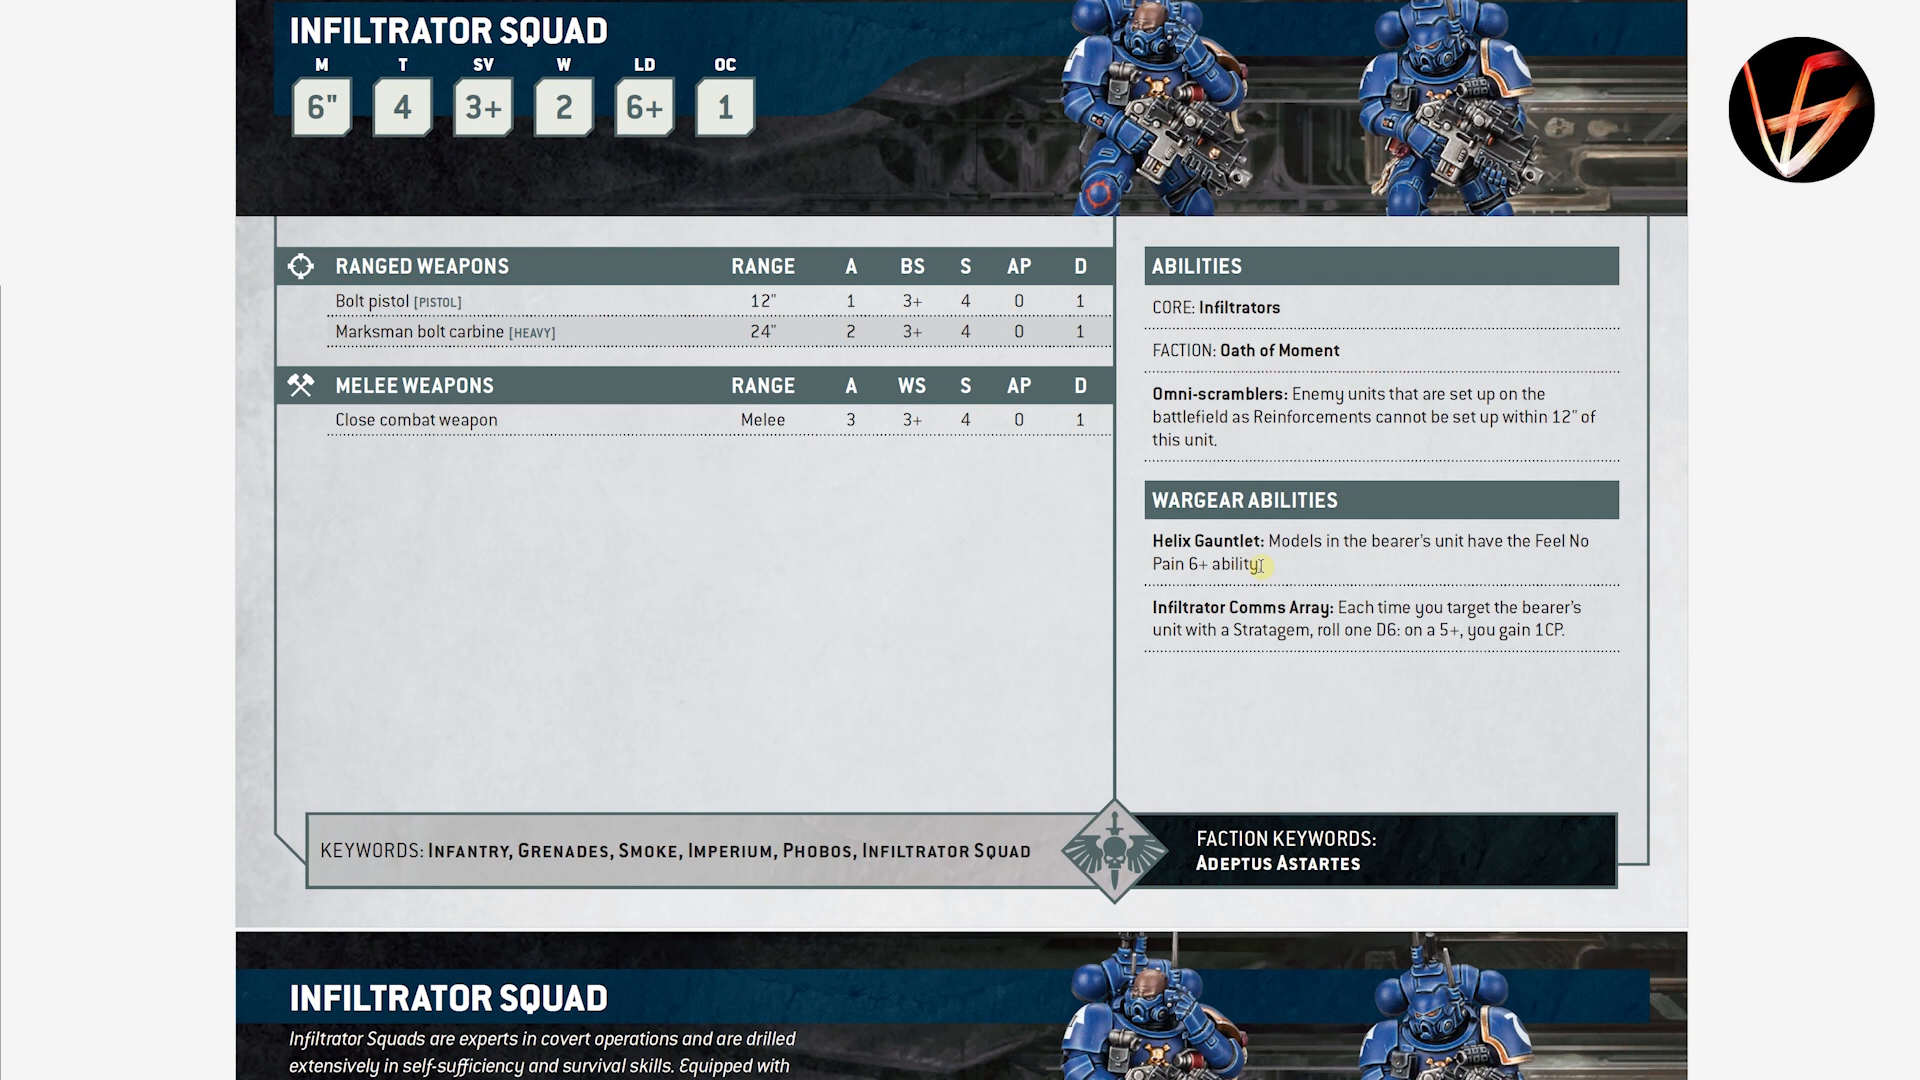 INFILTRATOR SQUAD
M T SV W LD OC
6" 4 3+ 2 6+ 1
RANGED WEAPONS RANGE A BS S AP D
Bolt pistol [PISTOL] 12" 1 3+ 4 0 1
Marksman bolt carbine [HEAVY] 24" 2 3+ 4 0 1
MELEE WEAPONS RANGE A WS S AP D
Close combat weapon Melee 3 3+ 4 0 1
ABILITIES
CORE: Infiltrators
FACTION: Oath of Moment
Omni-scramblers: Enemy units that are set up on the
battlefield as Reinforcements cannot be set up within 12" of
this unit.
WARGEAR ABILITIES
Helix Gauntlet: Models in the bearer's unit have the Feel No
Pain 6+ ability.
Infiltrator Comms Array: Each time you target the bearer's
unit with a Stratagem, roll one D6: on a 5+, you gain 1CP.
KEYWORDS: INFANTRY, GRENADES, SMOKE, IMPERIUM, PHOBOS, INFILTRATOR SQUAD
FACTION KEYWORDS:
ADEPTUS ASTARTES
INFILTRATOR SQUAD
Infiltrator Squads are experts in covert operations and are drilled
extensively in self-sufficiency and survival skills. Equipped with